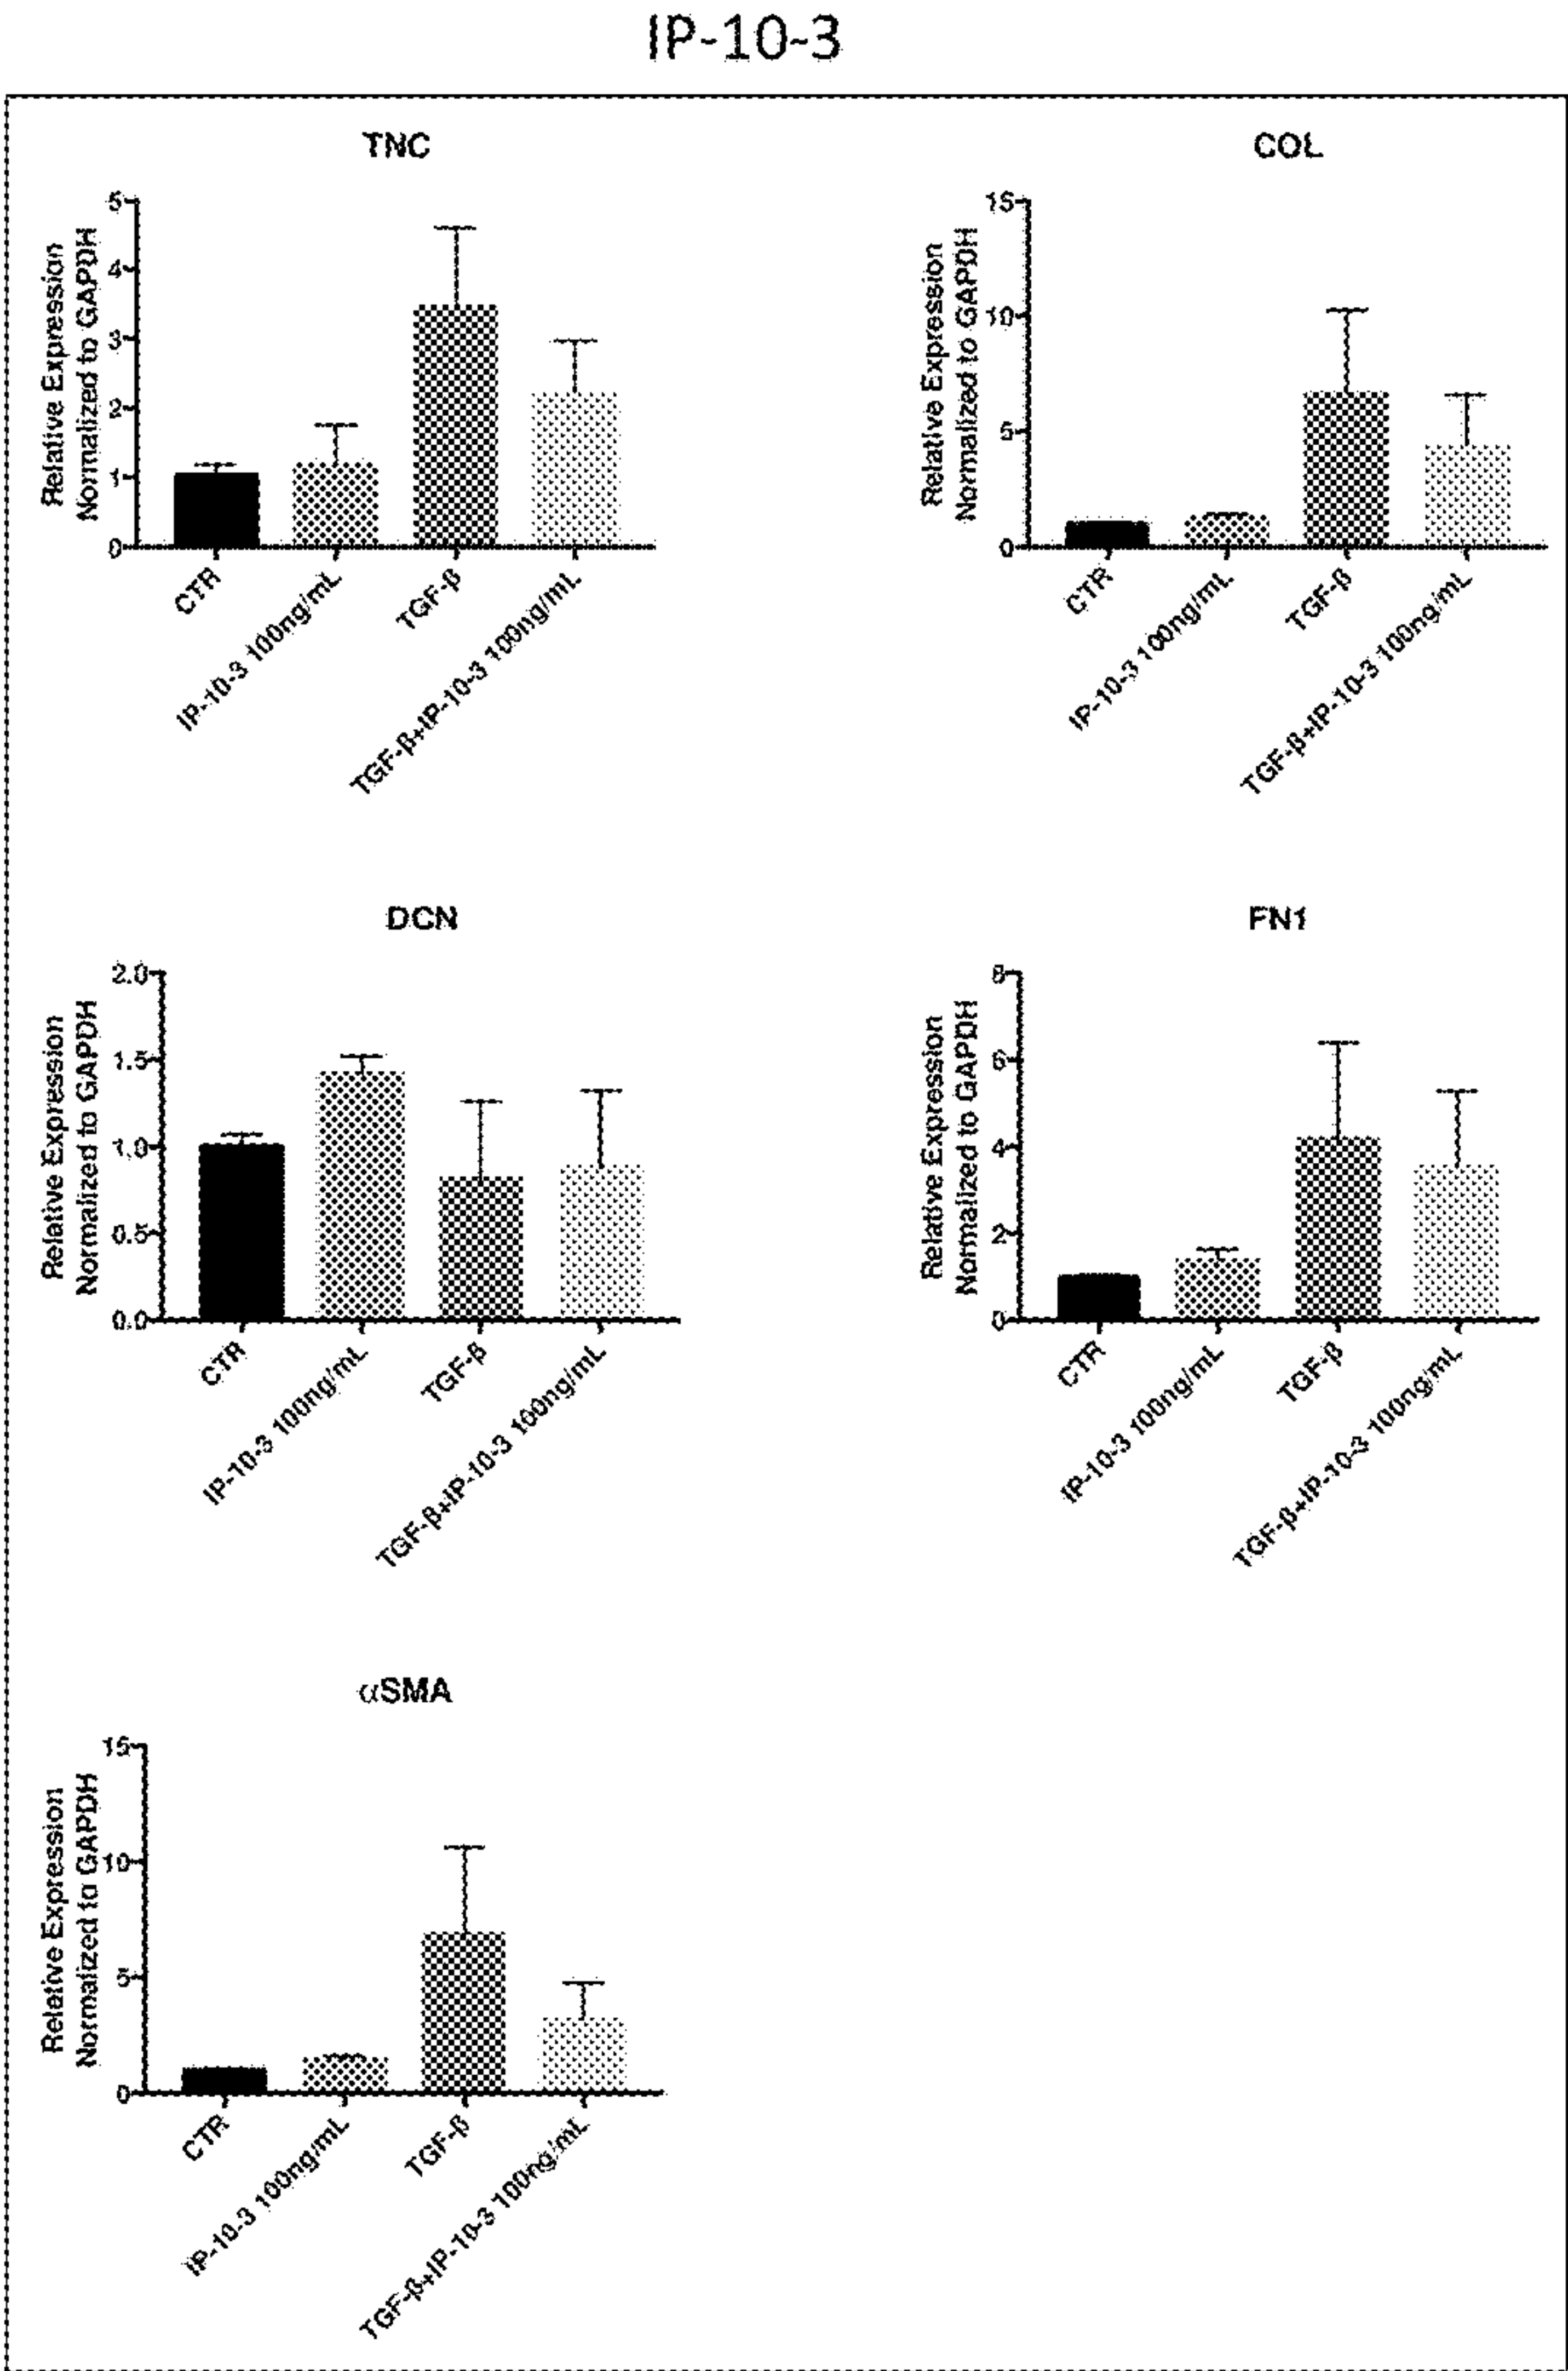 IP-10-3
TNC
Relative Expression
Normalized to GAPDH
5
4
3
2
1
0
CTR
IP-10-3 100ng/mL
TGF-β
TGF-β+IP-10-3 100ng/mL
COL
Relative Expression
Normalized to GAPDH
15
10
5
0
CTR
IP-10-3 100ng/mL
TGF-β
TGF-β+IP-10-3 100ng/mL
DCN
Relative Expression
Normalized to GAPDH
2.0
1.5
1.0
0.5
0.0
CTR
IP-10-3 100ng/mL
TGF-β
TGF-β+IP-10-3 100ng/mL
FN1
Relative Expression
Normalized to GAPDH
8
6
4
2
0
CTR
IP-10-3 100ng/mL
TGF-β
TGF-β+IP-10-3 100ng/mL
αSMA
Relative Expression
Normalized to GAPDH
15
10
5
0
CTR
IP-10-3 100ng/mL
TGF-β
TGF-β+IP-10-3 100ng/mL